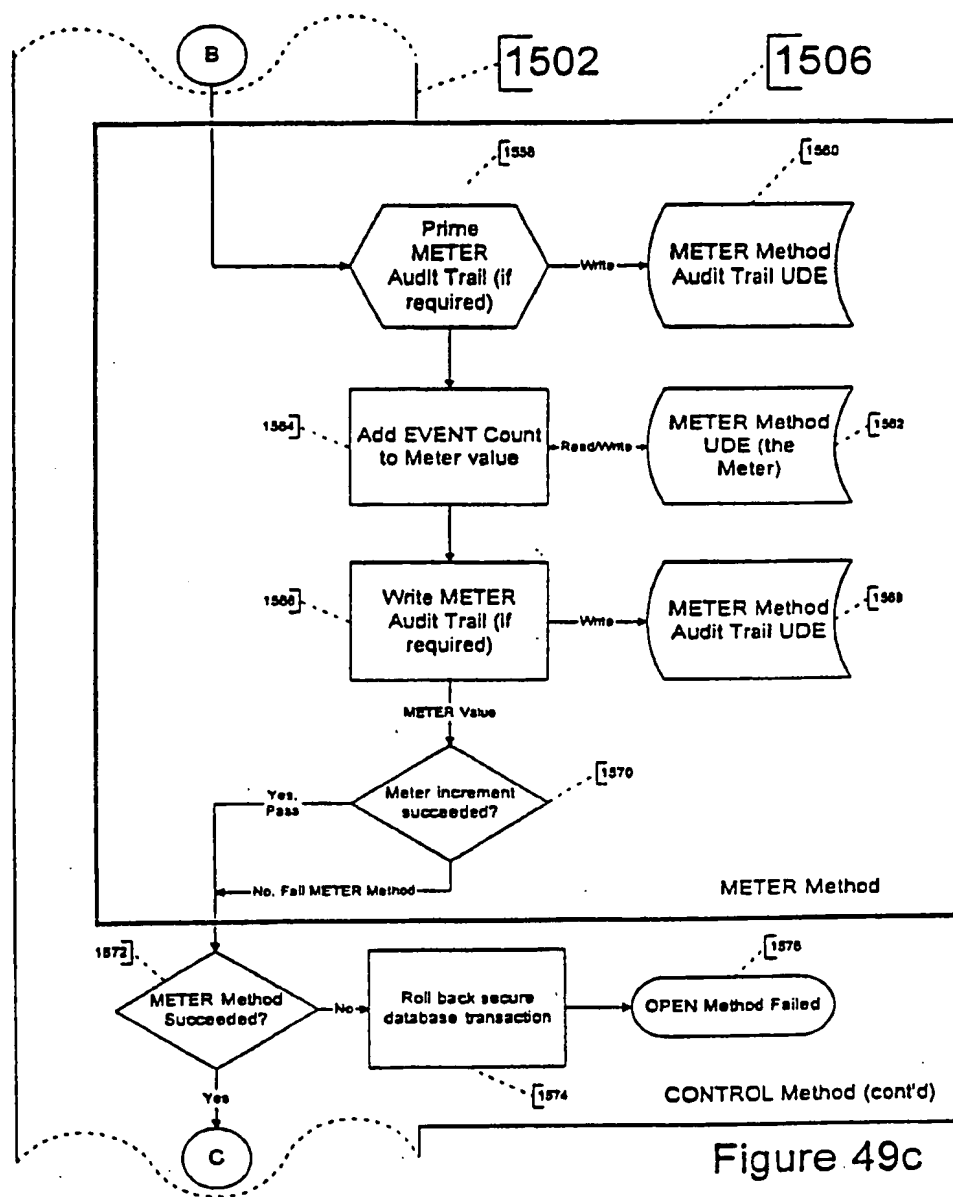 B
1502
1506
1558
1560
Prime
METER
Audit Trail (if
required)
Write
METER Method
Audit Trail UDE
1564
Add EVENT Count
to Meter value
Read/Write
METER Method
UDE (the
Meter)
1562
1566
Write METER
Audit Trail (if
required)
Write
METER Method
Audit Trail UDE
1568
METER Value
1570
Meter increment
succeeded?
Yes,
Pass
No, Fail METER Method
METER Method
1572
METER Method
Succeeded?
No
Roll back secure
database transaction
1576
OPEN Method Failed
Yes
1574
CONTROL Method (cont'd)
C
Figure 49c